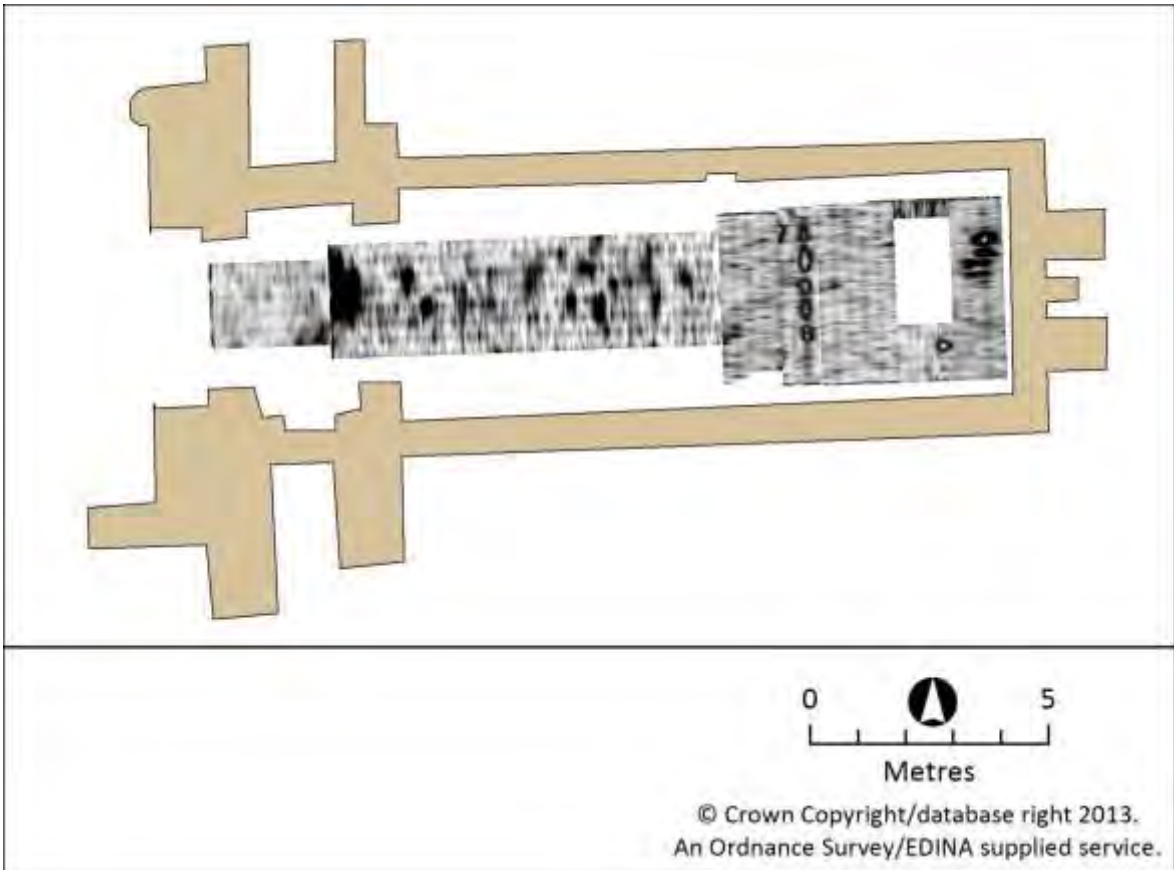 0 5
Metres
© Crown Copyright/database right 2013.
An Ordnance Survey/EDINA supplied service.